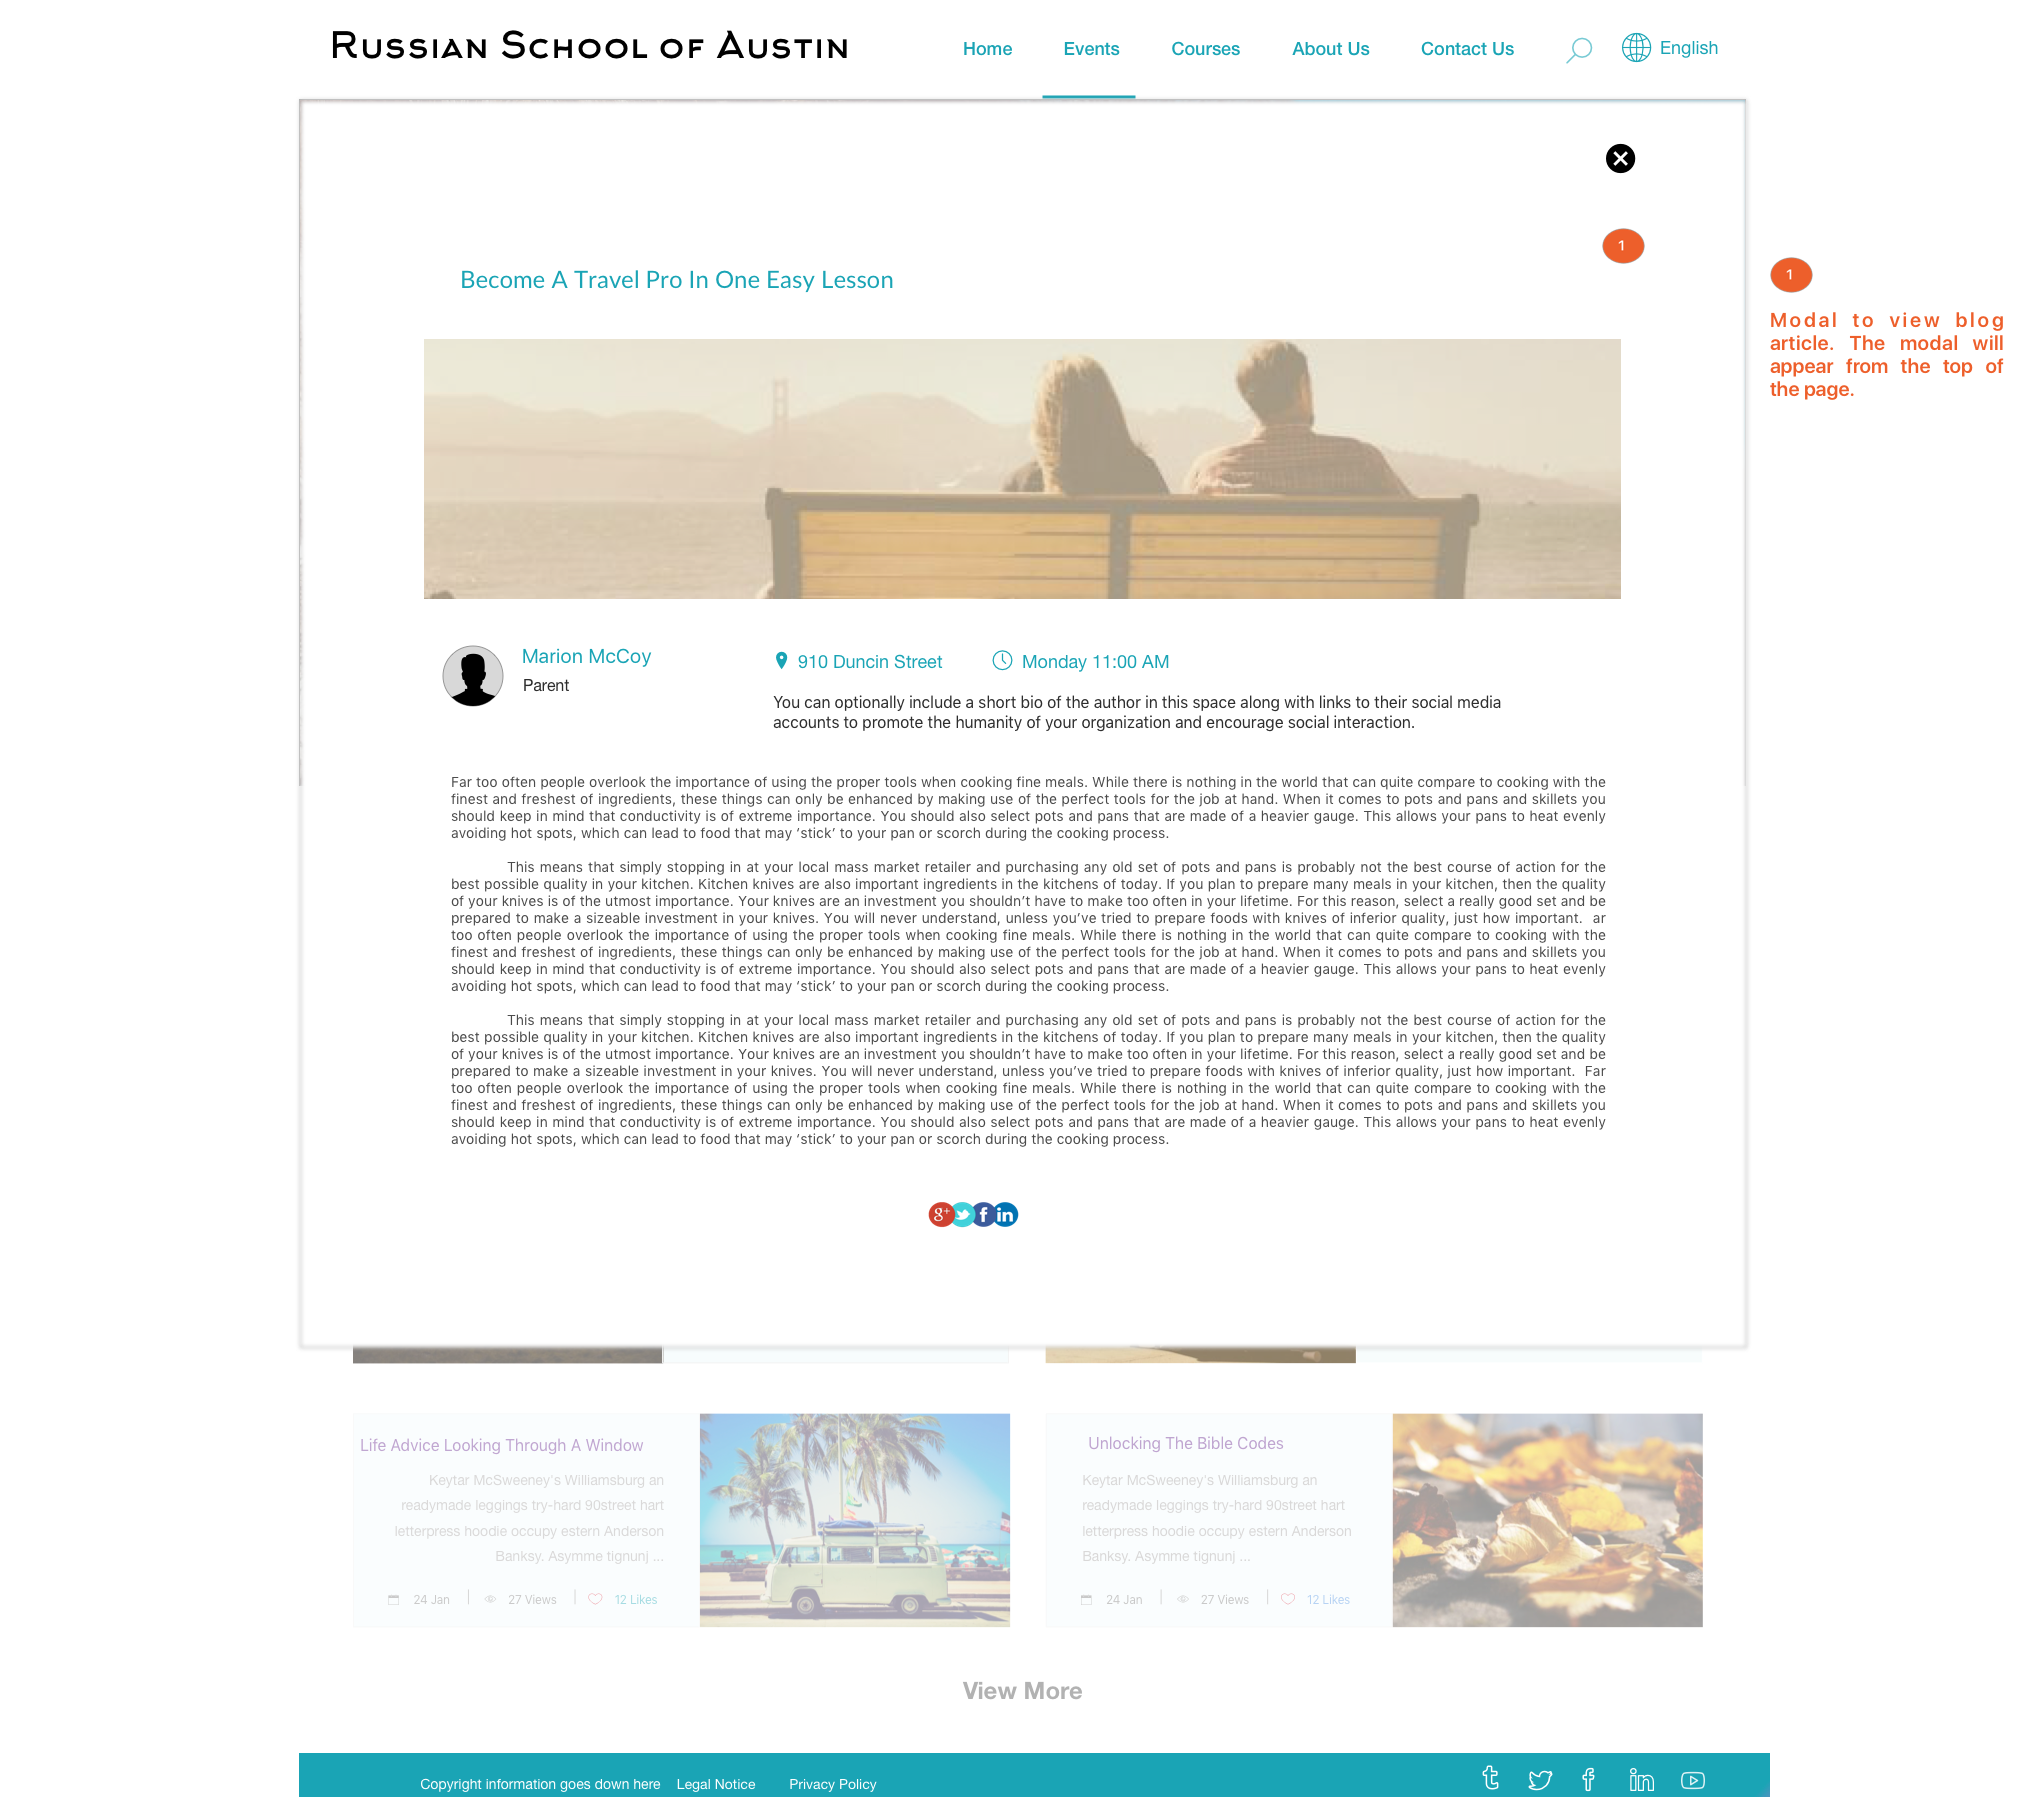 Russian School of Austin
Home Events Courses About Us Contact Us English
1
1
Modal to view blog
article. The modal will
appear from the top of
the page.
Become A Travel Pro In One Easy Lesson
Marion McCoy
Parent
910 Duncin Street Monday 11:00 AM
You can optionally include a short bio of the author in this space along with links to their social media
accounts to promote the humanity of your organization and encourage social interaction.
Far too often people overlook the importance of using the proper tools when cooking fine meals. While there is nothing in the world that can quite compare to cooking with the
finest and freshest of ingredients, these things can only be enhanced by making use of the perfect tools for the job at hand. When it comes to pots and pans and skillets you
should keep in mind that conductivity is of extreme importance. You should also select pots and pans that are made of a heavier gauge. This allows your pans to heat evenly
avoiding hot spots, which can lead to food that may ‘stick’ to your pan or scorch during the cooking process.
This means that simply stopping in at your local mass market retailer and purchasing any old set of pots and pans is probably not the best course of action for the
best possible quality in your kitchen. Kitchen knives are also important ingredients in the kitchens of today. If you plan to prepare many meals in your kitchen, then the quality
of your knives is of the utmost importance. Your knives are an investment you shouldn’t have to make too often in your lifetime. For this reason, select a really good set and be
prepared to make a sizeable investment in your knives. You will never understand, unless you’ve tried to prepare foods with knives of inferior quality, just how important. ar
too often people overlook the importance of using the proper tools when cooking fine meals. While there is nothing in the world that can quite compare to cooking with the
finest and freshest of ingredients, these things can only be enhanced by making use of the perfect tools for the job at hand. When it comes to pots and pans and skillets you
should keep in mind that conductivity is of extreme importance. You should also select pots and pans that are made of a heavier gauge. This allows your pans to heat evenly
avoiding hot spots, which can lead to food that may ‘stick’ to your pan or scorch during the cooking process.
This means that simply stopping in at your local mass market retailer and purchasing any old set of pots and pans is probably not the best course of action for the
best possible quality in your kitchen. Kitchen knives are also important ingredients in the kitchens of today. If you plan to prepare many meals in your kitchen, then the quality
of your knives is of the utmost importance. Your knives are an investment you shouldn’t have to make too often in your lifetime. For this reason, select a really good set and be
prepared to make a sizeable investment in your knives. You will never understand, unless you’ve tried to prepare foods with knives of inferior quality, just how important. Far
too often people overlook the importance of using the proper tools when cooking fine meals. While there is nothing in the world that can quite compare to cooking with the
finest and freshest of ingredients, these things can only be enhanced by making use of the perfect tools for the job at hand. When it comes to pots and pans and skillets you
should keep in mind that conductivity is of extreme importance. You should also select pots and pans that are made of a heavier gauge. This allows your pans to heat evenly
avoiding hot spots, which can lead to food that may ‘stick’ to your pan or scorch during the cooking process.
Life Advice Looking Through A Window
Keytar McSweeney's Williamsburg an
readymade leggings try-hard 90street hart
letterpress hoodie occupy estern Anderson
Banksy. Asymme tignunj ...
24 Jan 27 Views 12 Likes
Unlocking The Bible Codes
Keytar McSweeney's Williamsburg an
readymade leggings try-hard 90street hart
letterpress hoodie occupy estern Anderson
Banksy. Asymme tignunj ...
24 Jan 27 Views 12 Likes
View More
Copyright information goes down here Legal Notice Privacy Policy